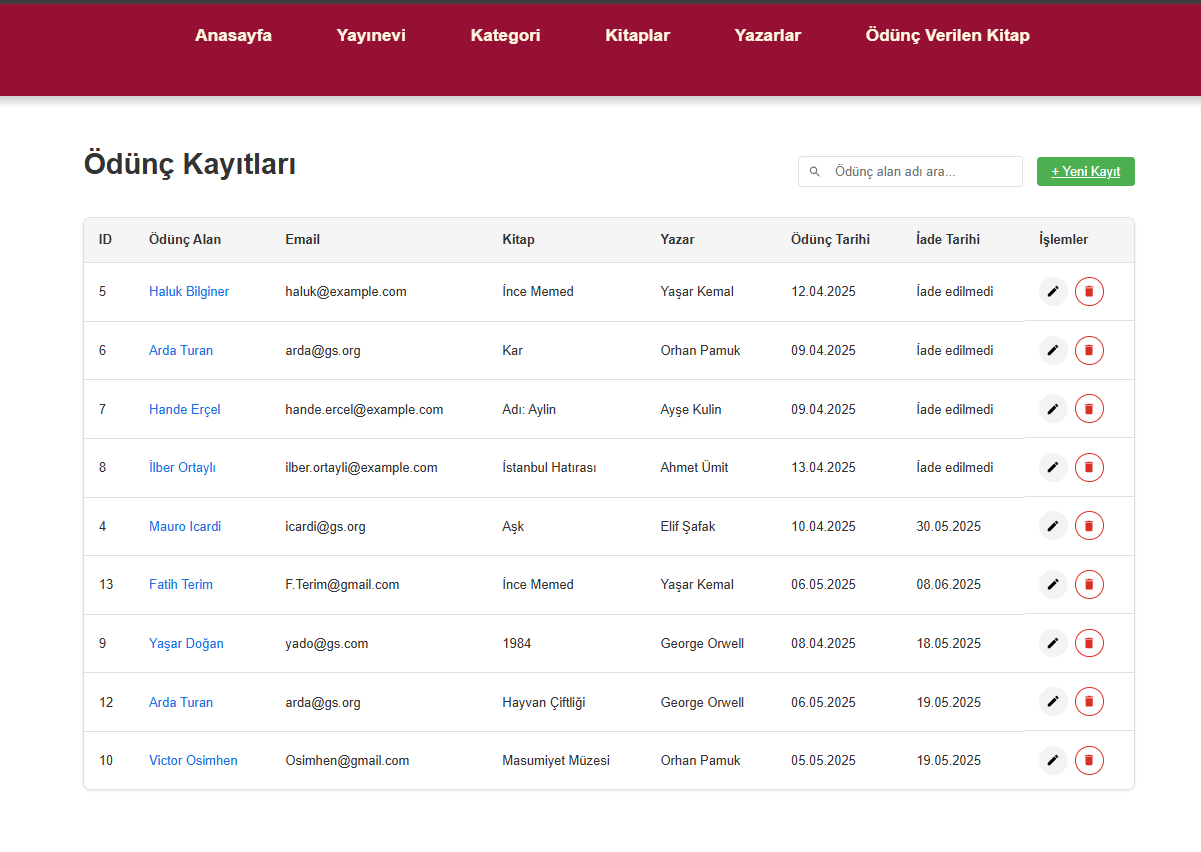 Anasayfa Yayınevi Kategori Kitaplar Yazarlar Ödünç Verilen Kitap
Ödünç Kayıtları
Ödünç alan adı ara... + Yeni Kayıt
ID Ödünç Alan Email Kitap Yazar Ödünç Tarihi İade Tarihi İşlemler
5 Haluk Bilginer haluk@example.com İnce Memed Yaşar Kemal 12.04.2025 İade edilmedi
6 Arda Turan arda@gs.org Kar Orhan Pamuk 09.04.2025 İade edilmedi
7 Hande Erçel hande.ercel@example.com Adı: Aylin Ayşe Kulin 09.04.2025 İade edilmedi
8 İlber Ortaylı ilber.ortayli@example.com İstanbul Hatırası Ahmet Ümit 13.04.2025 İade edilmedi
4 Mauro Icardi icardi@gs.org Aşk Elif Şafak 10.04.2025 30.05.2025
13 Fatih Terim F.Terim@gmail.com İnce Memed Yaşar Kemal 06.05.2025 08.06.2025
9 Yaşar Doğan yado@gs.com 1984 George Orwell 08.04.2025 18.05.2025
12 Arda Turan arda@gs.org Hayvan Çiftliği George Orwell 06.05.2025 19.05.2025
10 Victor Osimhen Osimhen@gmail.com Masumiyet Müzesi Orhan Pamuk 05.05.2025 19.05.2025